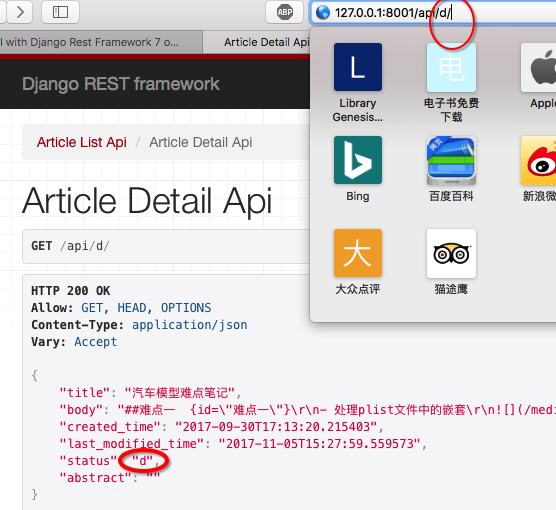 ABP
127.0.0.1:8001/api/d/
l with Django Rest Framework 7 o...
Article Detail Api
Django REST framework
L
Library
Genesis...
电
电子书免费
下载
Apple
Bing
网页
百度百科
新浪微
大
大众点评
猫途鹰
Article List Api / Article Detail Api
Article Detail Api
GET /api/d/
HTTP 200 OK
Allow: GET, HEAD, OPTIONS
Content-Type: application/json
Vary: Accept
{
"title": "汽车模型难点笔记",
"body": "##难点一  {id=\"难点一\"}\r\n- 处理plist文件中的嵌套\r\n![](/medi
"created_time": "2017-09-30T17:13:20.215403",
"last_modified_time": "2017-11-05T15:27:59.559573",
"status": "d",
"abstract": ""
}